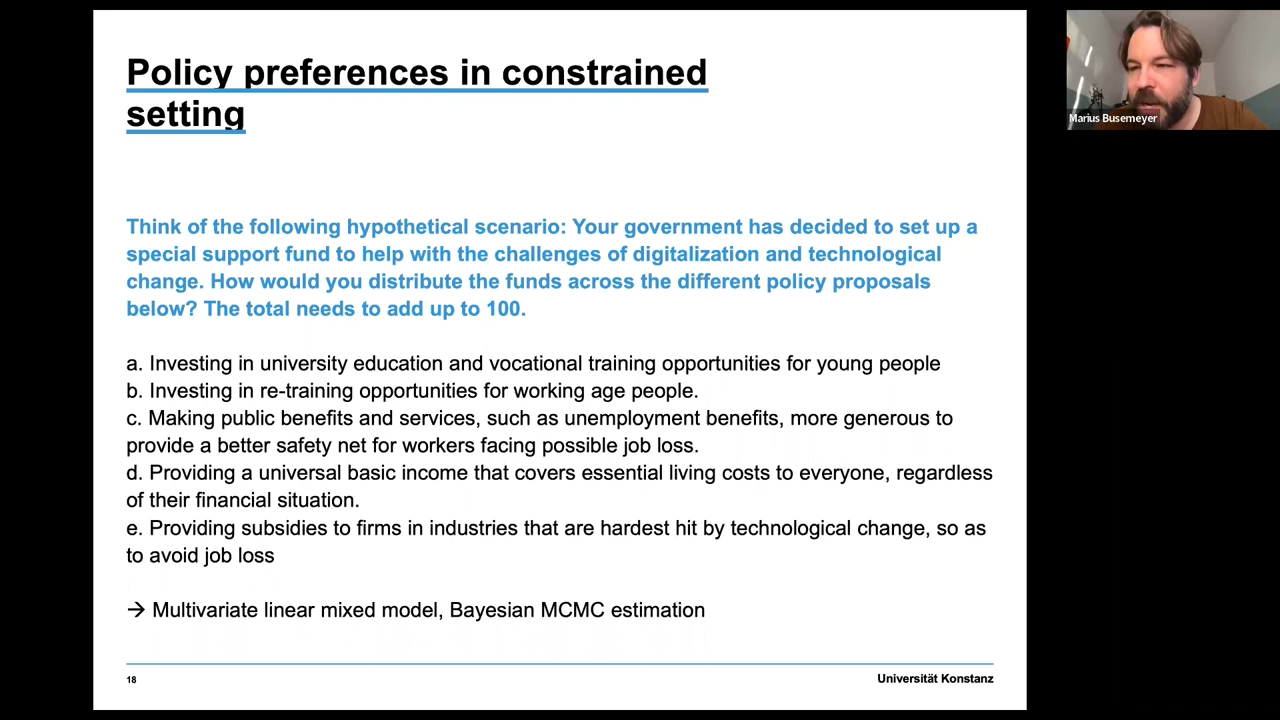 Policy preferences in constrained
setting
Marius Busemeyer
Think of the following hypothetical scenario: Your government has decided to set up a
special support fund to help with the challenges of digitalization and technological
change. How would you distribute the funds across the different policy proposals
below? The total needs to add up to 100.
a. Investing in university education and vocational training opportunities for young people
b. Investing in re-training opportunities for working age people.
c. Making public benefits and services, such as unemployment benefits, more generous to
provide a better safety net for workers facing possible job loss.
d. Providing a universal basic income that covers essential living costs to everyone, regardless
of their financial situation.
e. Providing subsidies to firms in industries that are hardest hit by technological change, so as
to avoid job loss
→ Multivariate linear mixed model, Bayesian MCMC estimation
18
Universität Konstanz